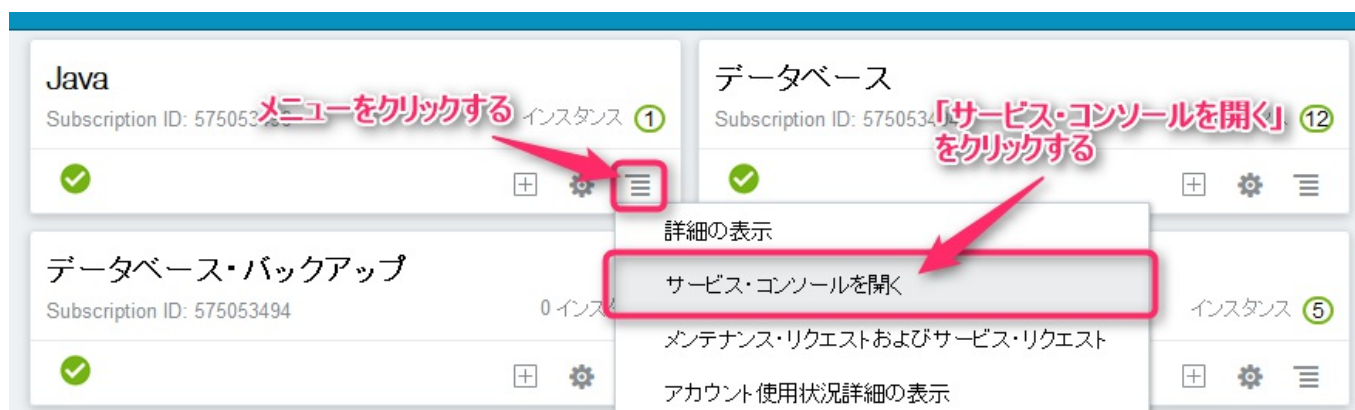 Java
Subscription ID: 575053
メニューをクリックする
インスタンス 1
データベース
Subscription ID: 5750534
「サービス・コンソールを開く」
をクリックする
12
詳細の表示
サービス・コンソールを開く
メンテナンス・リクエストおよびサービス・リクエスト
アカウント使用状況詳細の表示
データベース・バックアップ
Subscription ID: 575053494
0 インスタ
インスタンス 5